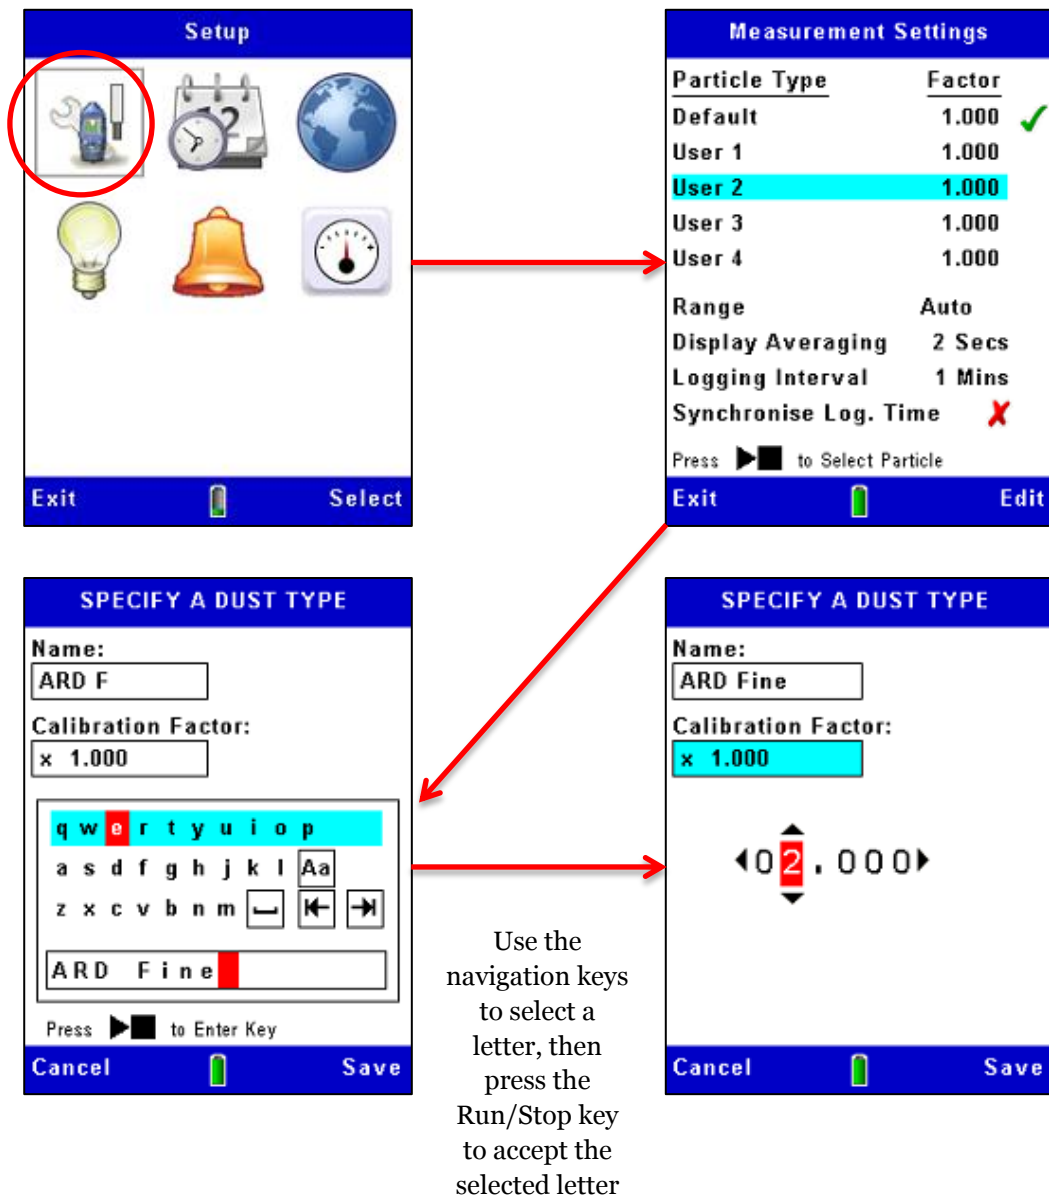 Setup
12
Exit
Select
Measurement Settings
Particle Type Factor
Default 1.000
User 1 1.000
User 2 1.000
User 3 1.000
User 4 1.000
Range Auto
Display Averaging 2 Secs
Logging Interval 1 Mins
Synchronise Log. Time ✗
Press ▶■ to Select Particle
Exit
Edit
SPECIFY A DUST TYPE
Name:
ARD F
Calibration Factor:
x 1.000
q w e r t y u i o p
a s d f g h j k l Aa
z x c v b n m
ARD Fine
Press ▶■ to Enter Key
Cancel
Save
Use the
navigation keys
to select a
letter, then
press the
Run/Stop key
to accept the
selected letter
SPECIFY A DUST TYPE
Name:
ARD Fine
Calibration Factor:
x 1.000
02.000
Cancel
Save